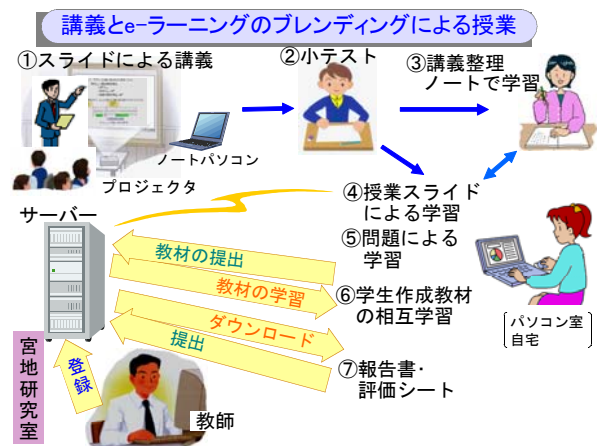 講義とe-ラーニングのブレンディングによる授業
①スライドによる講義
②小テスト
③講義整理
ノートで学習
ノートパソコン
プロジェクタ
サーバー
④授業スライド
による学習
⑤問題による
学習
教材の提出
教材の学習
⑥学生作成教材
の相互学習
ダウンロード
提出
パソコン室
自宅
⑦報告書・
評価シート
宮地研究室
登録
教師